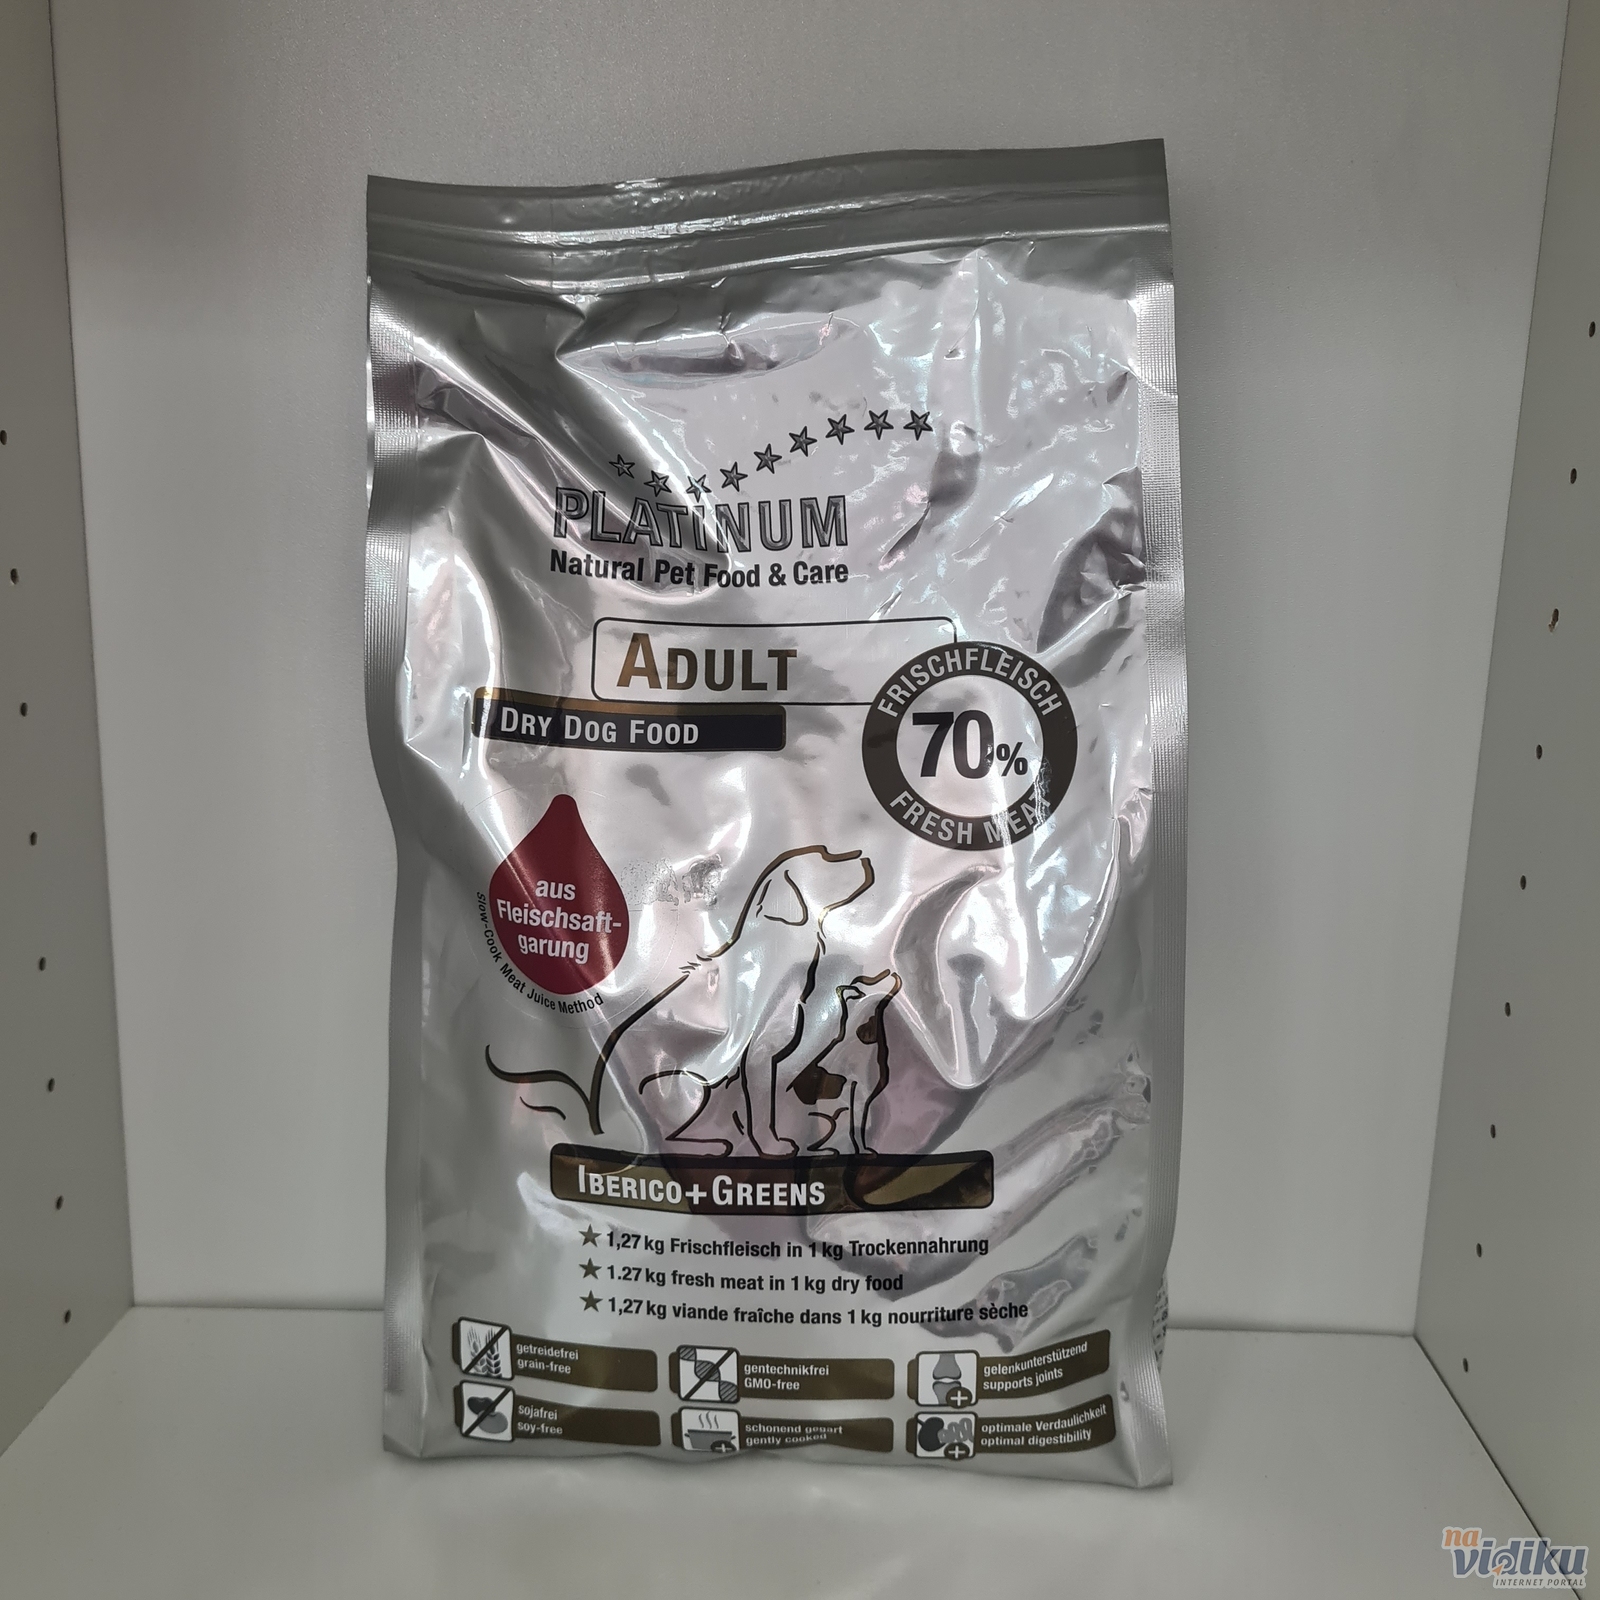 PLATINUM
Natural Pet Food & Care
ADULT
DRY DOG FOOD
FRISCHFLEISCH
70%
FRESH MEAT
aus
Fleischsaft-
garung
Slow-Cook Meat Juice Method
IBERICO+GREENS
1,27 kg Frischfleisch in 1 kg Trockennahrung
1.27 kg fresh meat in 1 kg dry food
1,27 kg viande fraîche dans 1 kg nourriture sèche
getreidefrei
grain-free
gentechnikfrei
GMO-free
gelenkunterstützend
supports joints
sojafrei
soy-free
schonend gegart
gently cooked
optimale Verdaulichkeit
optimal digestibility
na
vidiku
INTERNET PORTAL